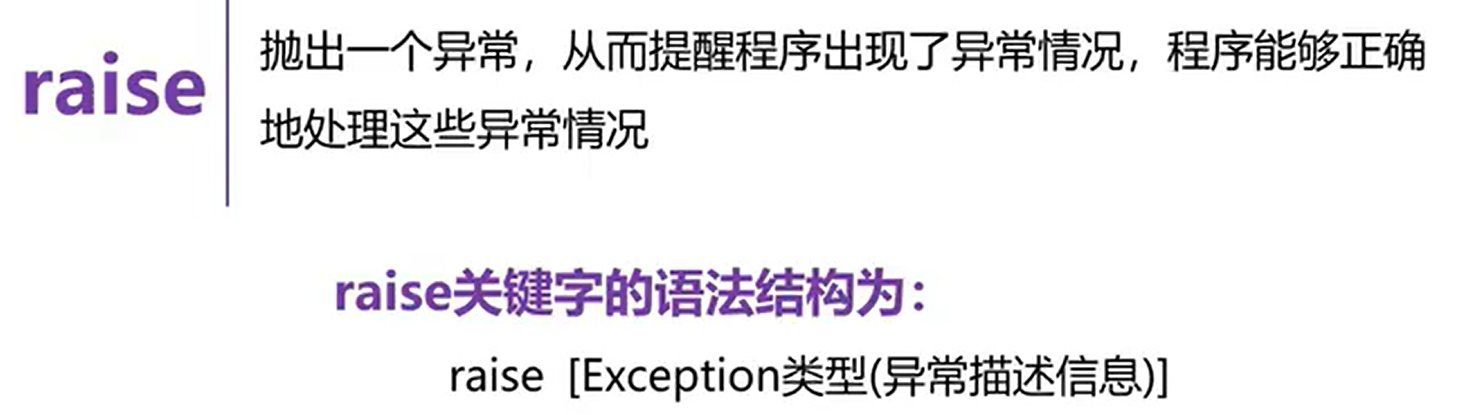 raise
抛出一个异常，从而提醒程序出现了异常情况，程序能够正确
地处理这些异常情况
raise关键字的语法结构为：
raise [Exception类型(异常描述信息)]